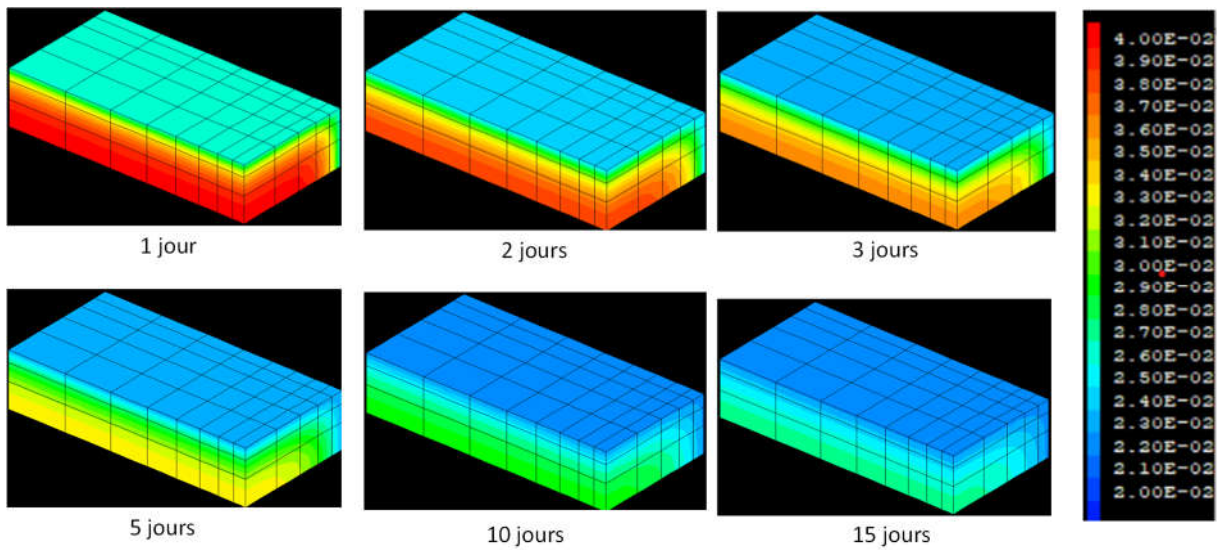 1 jour
2 jours
3 jours
5 jours
10 jours
15 jours
4.00E-02
3.90E-02
3.80E-02
3.70E-02
3.60E-02
3.50E-02
3.40E-02
3.20E-02
3.10E-02
3.00E-02
2.90E-02
2.80E-02
2.70E-02
2.60E-02
2.50E-02
2.40E-02
2.30E-02
2.20E-02
2.10E-02
2.00E-02